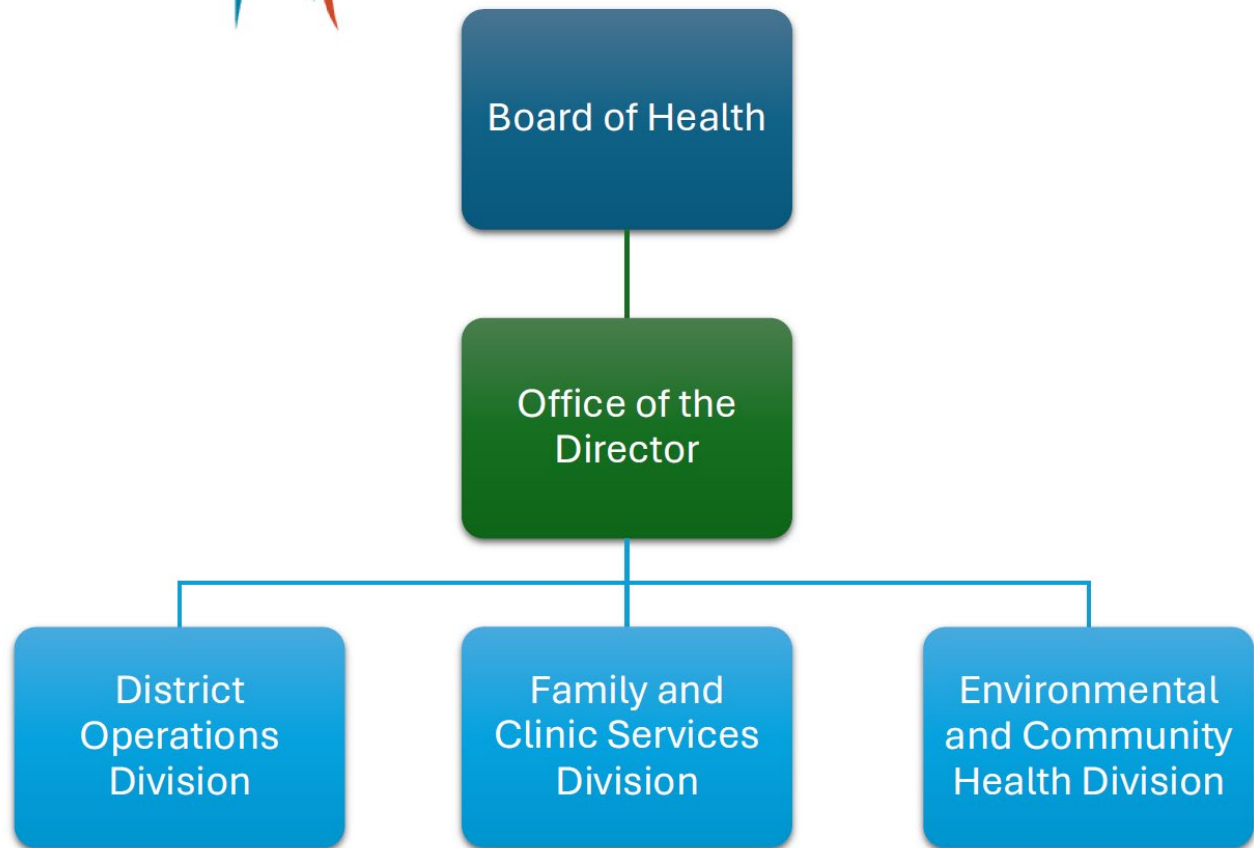 Board of Health
Office of the
Director
District
Operations
Division
Family and
Clinic Services
Division
Environmental
and Community
Health Division